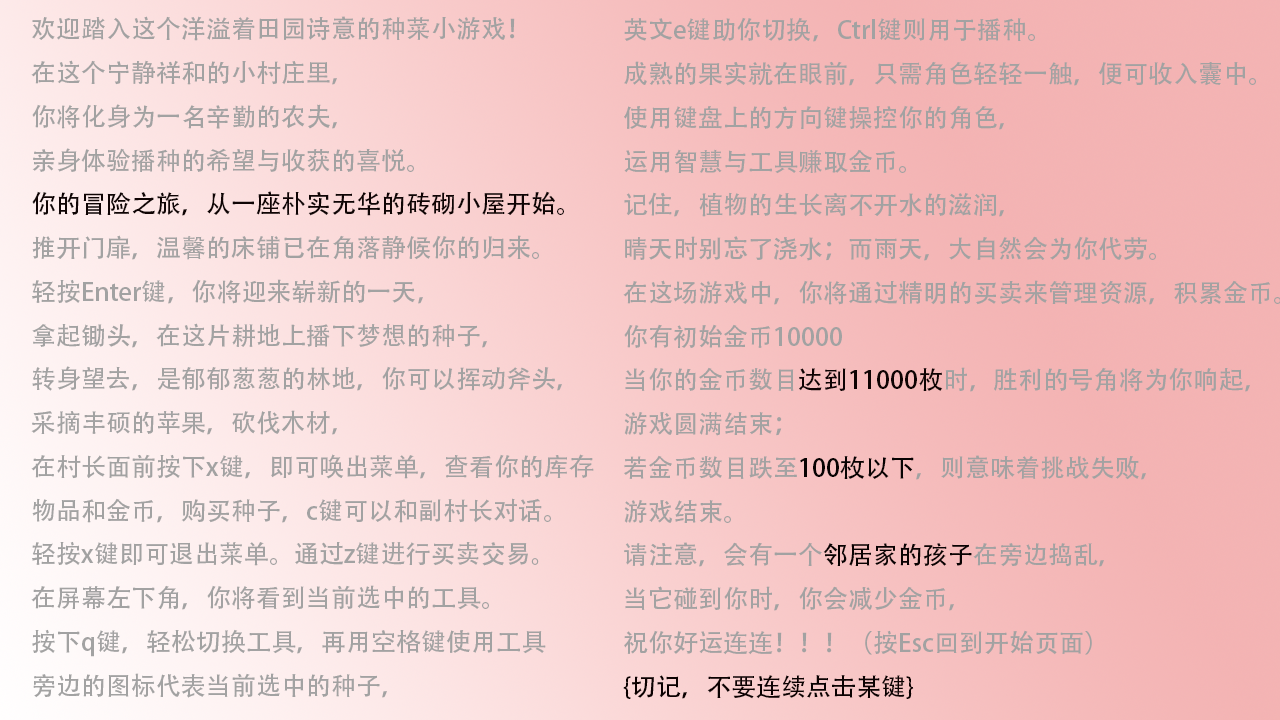 欢迎踏入这个洋溢着田园诗意的种菜小游戏！
在这个宁静祥和的小村庄里，
你将化身为一名辛勤的农夫，
亲身体验播种的希望与收获的喜悦。
你的冒险之旅，从一座朴实无华的砖砌小屋开始。
推开门扉，温馨的床铺已在角落静候你的归来。
轻按Enter键，你将迎来崭新的一天，
拿起锄头，在这片耕地上播下梦想的种子，
转身望去，是郁郁葱葱的林地，你可以挥动斧头，
采摘丰硕的苹果，砍伐木材，
在村长面前按下x键，即可唤出菜单，查看你的库存
物品和金币，购买种子，c键可以和副村长对话。
轻按x键即可退出菜单。通过z键进行买卖交易。
在屏幕左下角，你将看到当前选中的工具。
按下q键，轻松切换工具，再用空格键使用工具
旁边的图标代表当前选中的种子，
英文e键助你切换，Ctrl键则用于播种。
成熟的果实就在眼前，只需角色轻轻一触，便可收入囊中。
使用键盘上的方向键操控你的角色，
运用智慧与工具赚取金币。
记住，植物的生长离不开水的滋润，
晴天时别忘了浇水；而雨天，大自然会为你代劳。
在这场游戏中，你将通过精明的买卖来管理资源，积累金币。
你有初始金币10000
当你的金币数目达到11000枚时，胜利的号角将为你响起，
游戏圆满结束；
若金币数目跌至100枚以下，则意味着挑战失败，
游戏结束。
请注意，会有一个邻居家的孩子在旁边捣乱，
当它碰到你时，你会减少金币，
祝你好运连连！！！（按Esc回到开始页面）
{切记，不要连续点击某键}